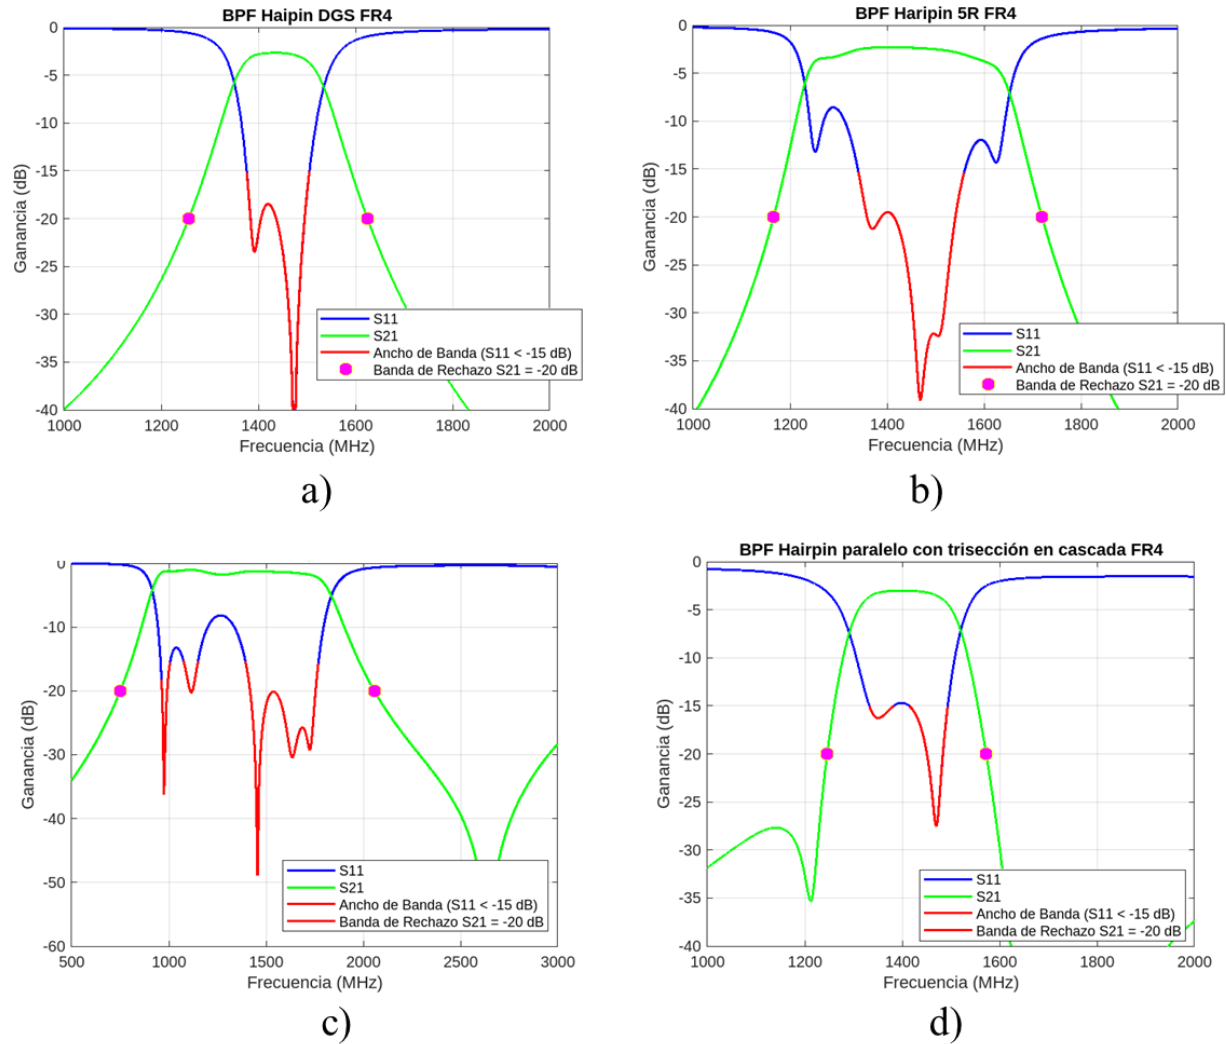 BPF Haipin DGS FR4
0
-5
-10
-15
-20
-25
-30
-35
-40
Ganancia (dB)
1000 1200 1400 1600 1800 2000
Frecuencia (MHz)
S11
S21
Ancho de Banda (S11 < -15 dB)
Banda de Rechazo S21 = -20 dB
a)
BPF Haripin 5R FR4
0
-5
-10
-15
-20
-25
-30
-35
-40
Ganancia (dB)
1000 1200 1400 1600 1800 2000
Frecuencia (MHz)
S11
S21
Ancho de Banda (S11 < -15 dB)
Banda de Rechazo S21 = -20 dB
b)
0
-10
-20
-30
-40
-50
-60
Ganancia (dB)
500 1000 1500 2000 2500 3000
Frecuencia (MHz)
S11
S21
Ancho de Banda (S11 < -15 dB)
Banda de Rechazo S21 = -20 dB
c)
BPF Hairpin paralelo con trisección en cascada FR4
0
-5
-10
-15
-20
-25
-30
-35
-40
Ganancia (dB)
1000 1200 1400 1600 1800 2000
Frecuencia (MHz)
S11
S21
Ancho de Banda (S11 < -15 dB)
Banda de Rechazo S21 = -20 dB
d)